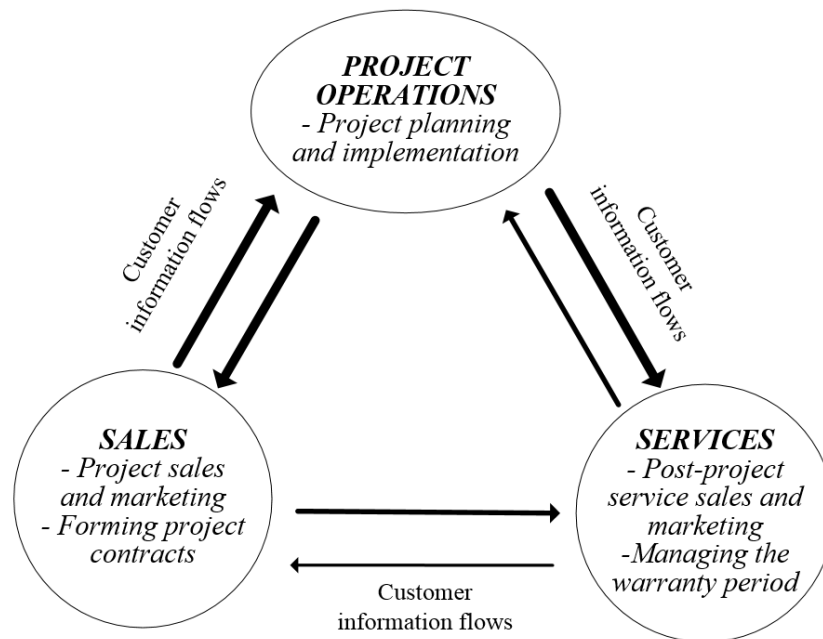 PROJECT
OPERATIONS
- Project planning
and implementation
Customer
information flows
Customer
information flows
SALES
- Project sales
and marketing
- Forming project
contracts
SERVICES
- Post-project
service sales and
marketing
-Managing the
warranty period
Customer
information flows